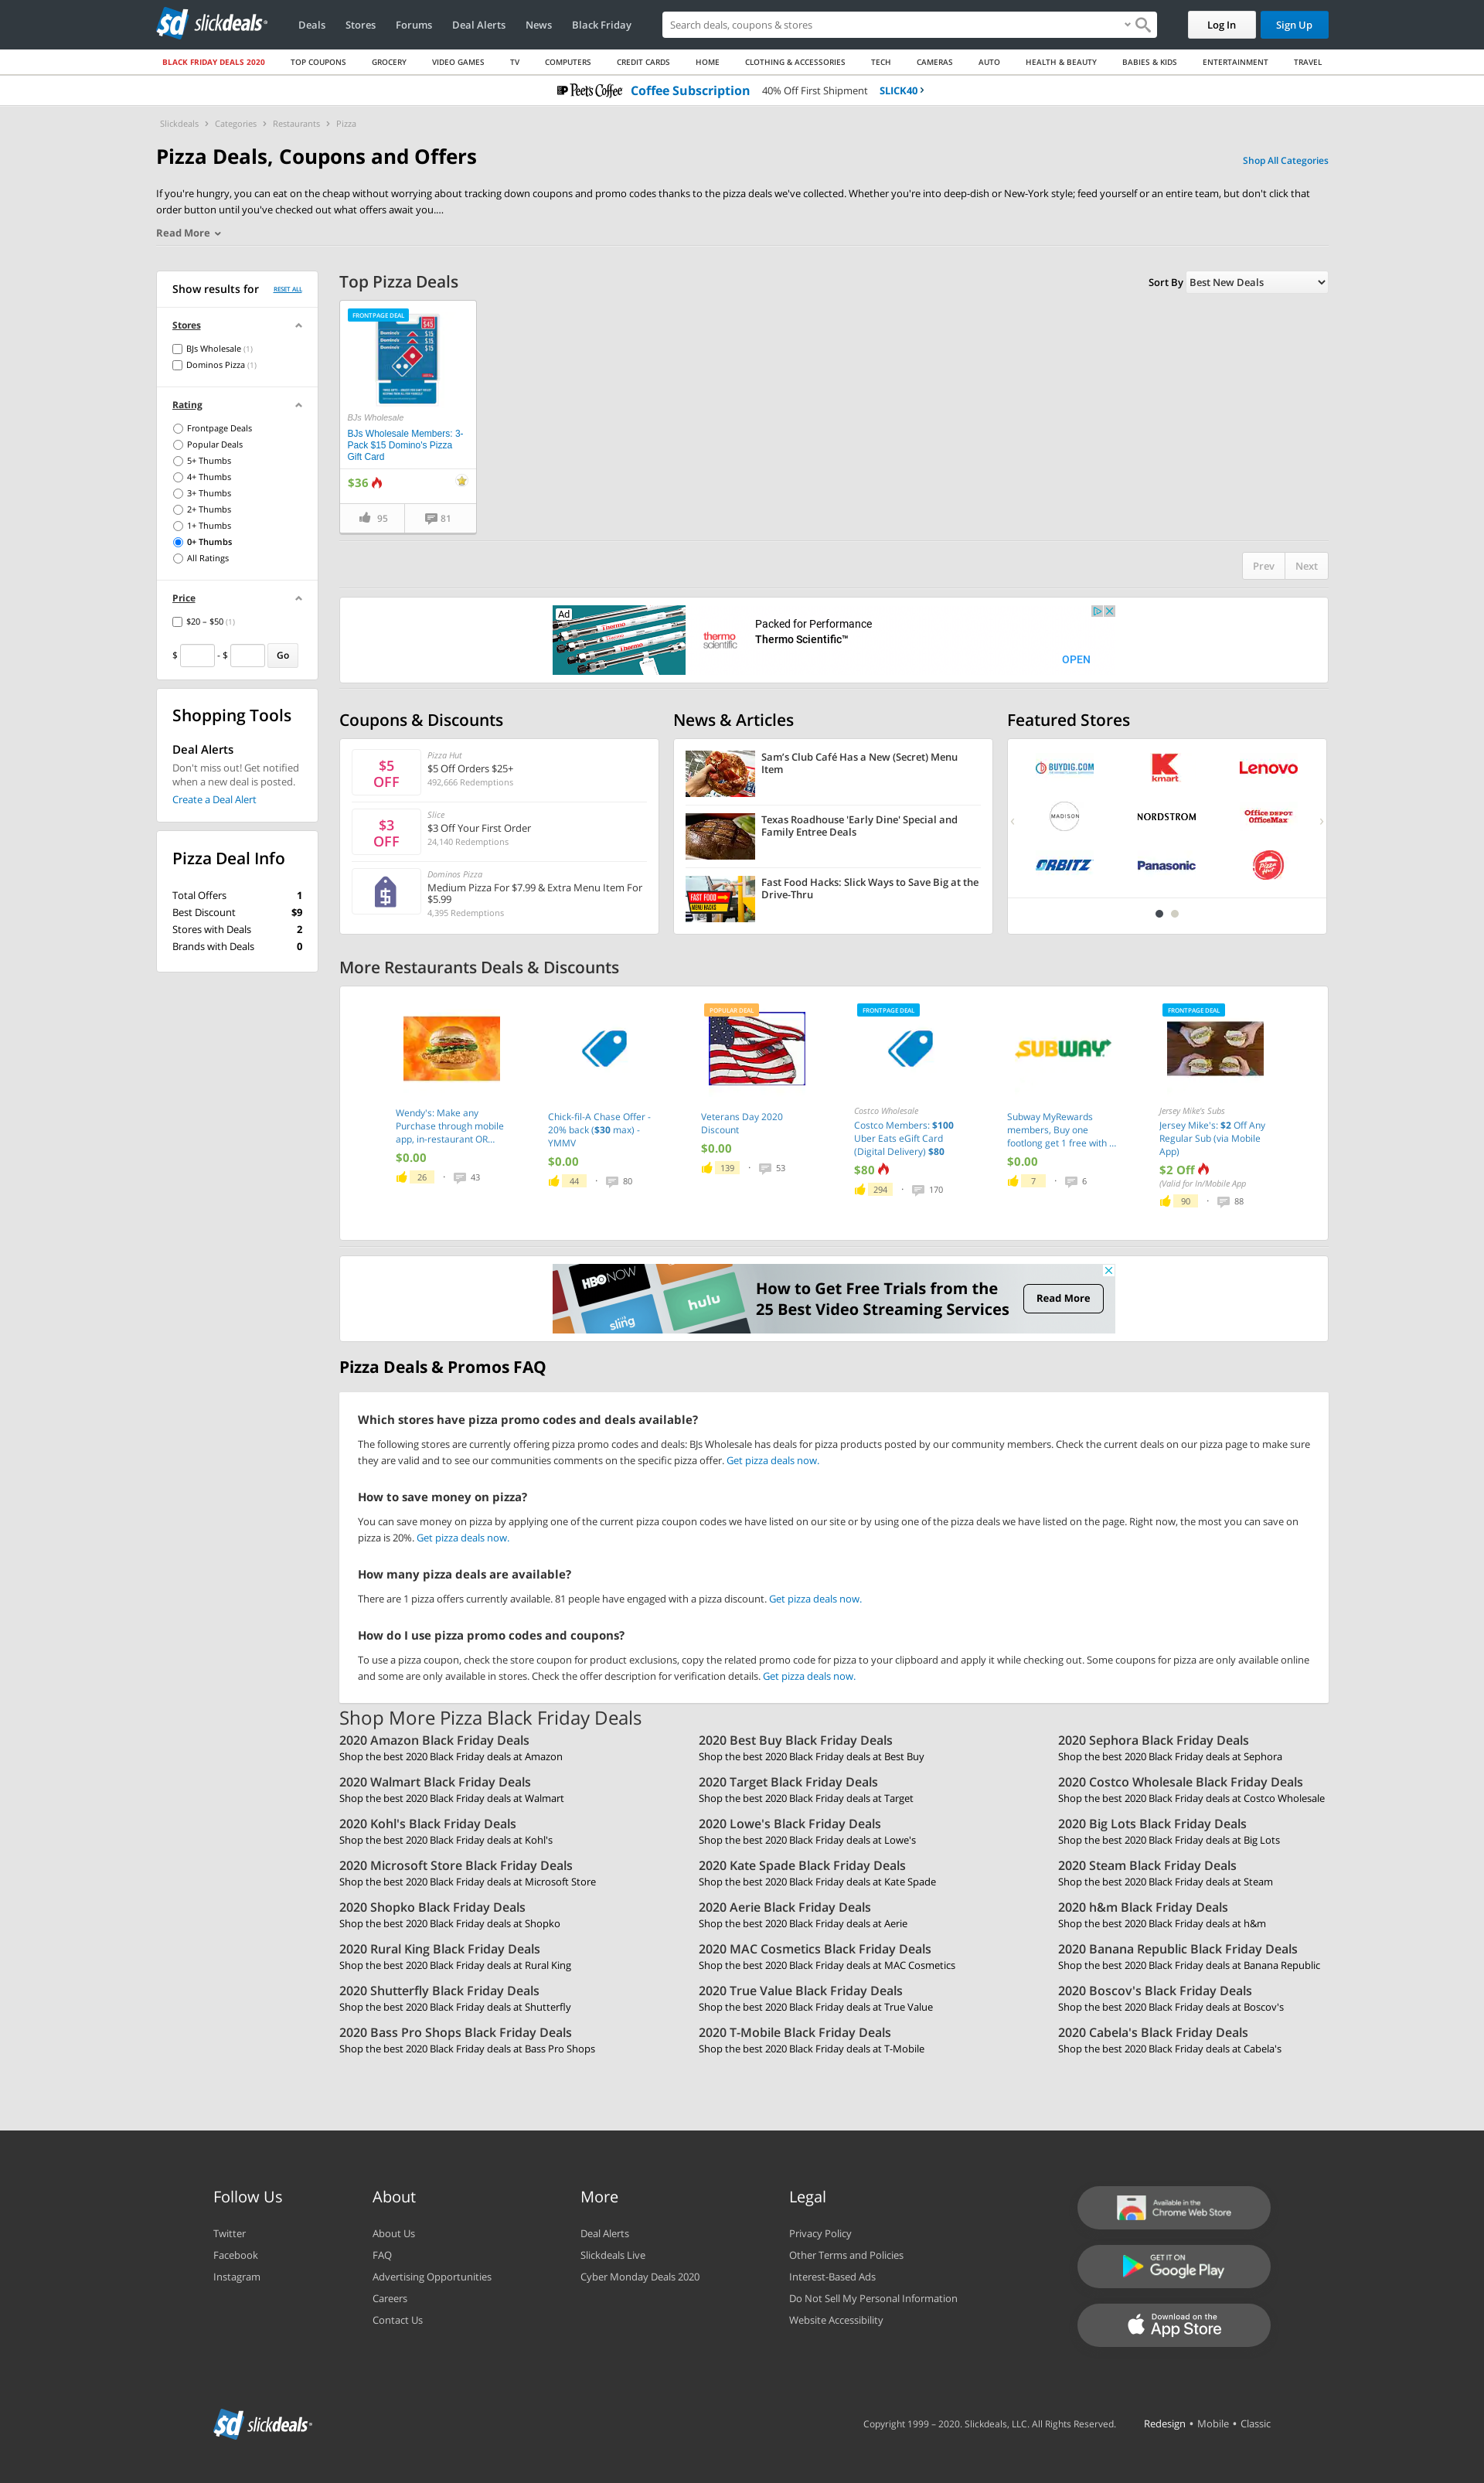 slickdeals
Deals
Stores
Forums
Deal Alerts
News
Black Friday
Search deals, coupons & stores
Log In
Sign Up
BLACK FRIDAY DEALS 2020
TOP COUPONS
GROCERY
VIDEO GAMES
TV
COMPUTERS
CREDIT CARDS
HOME
CLOTHING & ACCESSORIES
TECH
CAMERAS
AUTO
HEALTH & BEAUTY
BABIES & KIDS
ENTERTAINMENT
TRAVEL
Peet's Coffee Coffee Subscription 40% Off First Shipment SLICK40 ›
Slickdeals › Categories › Restaurants › Pizza
Pizza Deals, Coupons and Offers
Shop All Categories
If you're hungry, you can eat on the cheap without worrying about tracking down coupons and promo codes thanks to the pizza deals we've collected. Whether you're into deep-dish or New-York style; feed yourself or an entire team, but don't click that
order button until you've checked out what offers await you....
Read More
Show results for
RESET ALL
Stores
BJs Wholesale (1)
Dominos Pizza (1)
Rating
Frontpage Deals
Popular Deals
5+ Thumbs
4+ Thumbs
3+ Thumbs
2+ Thumbs
1+ Thumbs
0+ Thumbs
All Ratings
Price
$20 – $50 (1)
$ - $ Go
Shopping Tools
Deal Alerts
Don't miss out! Get notified
when a new deal is posted.
Create a Deal Alert
Pizza Deal Info
Total Offers 1
Best Discount $9
Stores with Deals 2
Brands with Deals 0
Top Pizza Deals
Sort By Best New Deals
FRONTPAGE DEAL
$45
Domino's $15
Domino's $15
Domino's $15
BJs Wholesale
BJs Wholesale Members: 3-
Pack $15 Domino's Pizza
Gift Card
$36
95
81
Prev
Next
Ad
Thermo
thermo
scientific
Packed for Performance
Thermo Scientific™
OPEN
Coupons & Discounts
$5
OFF
Pizza Hut
$5 Off Orders $25+
492,666 Redemptions
$3
OFF
Slice
$3 Off Your First Order
24,140 Redemptions
Dominos Pizza
Medium Pizza For $7.99 & Extra Menu Item For
$5.99
4,395 Redemptions
News & Articles
Sam's Club Café Has a New (Secret) Menu
Item
Texas Roadhouse 'Early Dine' Special and
Family Entree Deals
FAST FOOD
MENU HACKS
Fast Food Hacks: Slick Ways to Save Big at the
Drive-Thru
Featured Stores
BUYDIG.COM
kmart
Lenovo
MADISON
NORDSTROM
Office DEPOT
OfficeMax
ORBITZ
Panasonic
Pizza Hut
More Restaurants Deals & Discounts
Wendy's: Make any
Purchase through mobile
app, in-restaurant OR...
$0.00
26 · 43
Chick-fil-A Chase Offer -
20% back ($30 max) -
YMMV
$0.00
44 · 80
POPULAR DEAL
Veterans Day 2020
Discount
$0.00
139 · 53
FRONTPAGE DEAL
Costco Wholesale
Costco Members: $100
Uber Eats eGift Card
(Digital Delivery) $80
$80
294 · 170
SUBWAY
Subway MyRewards
members, Buy one
footlong get 1 free with ...
$0.00
7 · 6
FRONTPAGE DEAL
Jersey Mike's Subs
Jersey Mike's: $2 Off Any
Regular Sub (via Mobile
App)
$2 Off
(Valid for In/Mobile App
90 · 88
HBO NOW
sling
hulu
How to Get Free Trials from the
25 Best Video Streaming Services
Read More
Pizza Deals & Promos FAQ
Which stores have pizza promo codes and deals available?
The following stores are currently offering pizza promo codes and deals: BJs Wholesale has deals for pizza products posted by our community members. Check the current deals on our pizza page to make sure
they are valid and to see our communities comments on the specific pizza offer. Get pizza deals now.
How to save money on pizza?
You can save money on pizza by applying one of the current pizza coupon codes we have listed on our site or by using one of the pizza deals we have listed on the page. Right now, the most you can save on
pizza is 20%. Get pizza deals now.
How many pizza deals are available?
There are 1 pizza offers currently available. 81 people have engaged with a pizza discount. Get pizza deals now.
How do I use pizza promo codes and coupons?
To use a pizza coupon, check the store coupon for product exclusions, copy the related promo code for pizza to your clipboard and apply it while checking out. Some coupons for pizza are only available online
and some are only available in stores. Check the offer description for verification details. Get pizza deals now.
Shop More Pizza Black Friday Deals
2020 Amazon Black Friday Deals
Shop the best 2020 Black Friday deals at Amazon
2020 Best Buy Black Friday Deals
Shop the best 2020 Black Friday deals at Best Buy
2020 Sephora Black Friday Deals
Shop the best 2020 Black Friday deals at Sephora
2020 Walmart Black Friday Deals
Shop the best 2020 Black Friday deals at Walmart
2020 Target Black Friday Deals
Shop the best 2020 Black Friday deals at Target
2020 Costco Wholesale Black Friday Deals
Shop the best 2020 Black Friday deals at Costco Wholesale
2020 Kohl's Black Friday Deals
Shop the best 2020 Black Friday deals at Kohl's
2020 Lowe's Black Friday Deals
Shop the best 2020 Black Friday deals at Lowe's
2020 Big Lots Black Friday Deals
Shop the best 2020 Black Friday deals at Big Lots
2020 Microsoft Store Black Friday Deals
Shop the best 2020 Black Friday deals at Microsoft Store
2020 Kate Spade Black Friday Deals
Shop the best 2020 Black Friday deals at Kate Spade
2020 Steam Black Friday Deals
Shop the best 2020 Black Friday deals at Steam
2020 Shopko Black Friday Deals
Shop the best 2020 Black Friday deals at Shopko
2020 Aerie Black Friday Deals
Shop the best 2020 Black Friday deals at Aerie
2020 h&m Black Friday Deals
Shop the best 2020 Black Friday deals at h&m
2020 Rural King Black Friday Deals
Shop the best 2020 Black Friday deals at Rural King
2020 MAC Cosmetics Black Friday Deals
Shop the best 2020 Black Friday deals at MAC Cosmetics
2020 Banana Republic Black Friday Deals
Shop the best 2020 Black Friday deals at Banana Republic
2020 Shutterfly Black Friday Deals
Shop the best 2020 Black Friday deals at Shutterfly
2020 True Value Black Friday Deals
Shop the best 2020 Black Friday deals at True Value
2020 Boscov's Black Friday Deals
Shop the best 2020 Black Friday deals at Boscov's
2020 Bass Pro Shops Black Friday Deals
Shop the best 2020 Black Friday deals at Bass Pro Shops
2020 T-Mobile Black Friday Deals
Shop the best 2020 Black Friday deals at T-Mobile
2020 Cabela's Black Friday Deals
Shop the best 2020 Black Friday deals at Cabela's
Follow Us
Twitter
Facebook
Instagram
About
About Us
FAQ
Advertising Opportunities
Careers
Contact Us
More
Deal Alerts
Slickdeals Live
Cyber Monday Deals 2020
Legal
Privacy Policy
Other Terms and Policies
Interest-Based Ads
Do Not Sell My Personal Information
Website Accessibility
Available in the
Chrome Web Store
GET IT ON
Google Play
Download on the
App Store
slickdeals
Copyright 1999 – 2020. Slickdeals, LLC. All Rights Reserved.
Redesign • Mobile • Classic